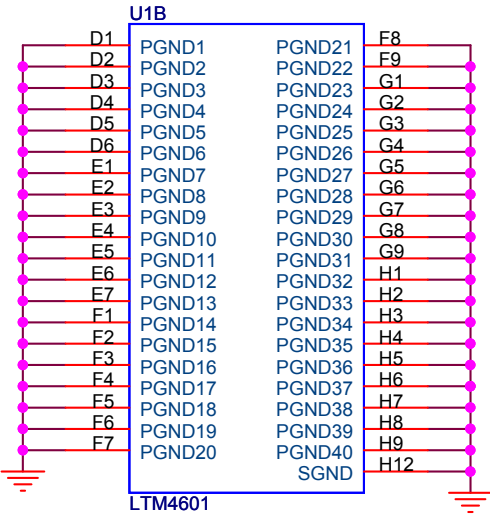 U1B
D1 PGND1 PGND21 F8
D2 PGND2 PGND22 F9
D3 PGND3 PGND23 G1
D4 PGND4 PGND24 G2
D5 PGND5 PGND25 G3
D6 PGND6 PGND26 G4
E1 PGND7 PGND27 G5
E2 PGND8 PGND28 G6
E3 PGND9 PGND29 G7
E4 PGND10 PGND30 G8
E5 PGND11 PGND31 G9
E6 PGND12 PGND32 H1
E7 PGND13 PGND33 H2
F1 PGND14 PGND34 H3
F2 PGND15 PGND35 H4
F3 PGND16 PGND36 H5
F4 PGND17 PGND37 H6
F5 PGND18 PGND38 H7
F6 PGND19 PGND39 H8
F7 PGND20 PGND40 H9
SGND H12
LTM4601